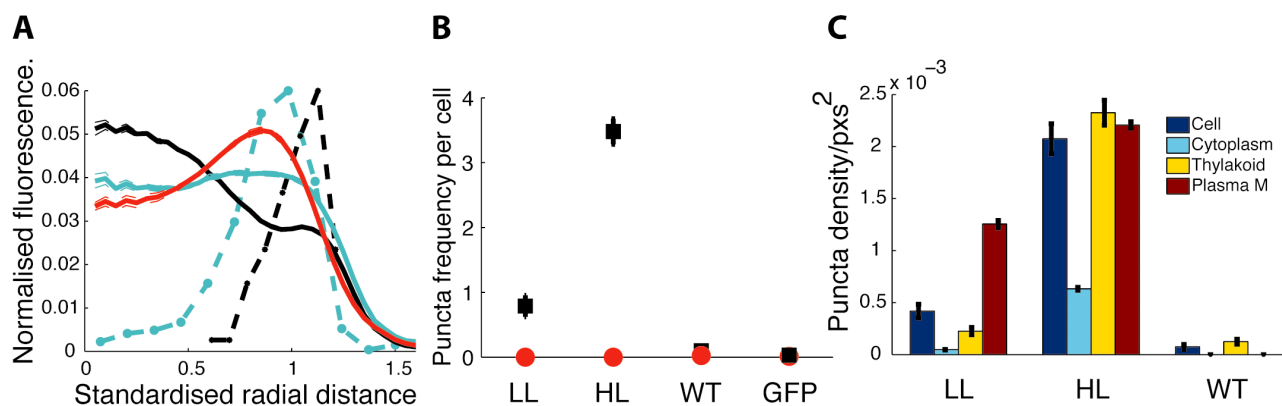 A
Normalised fluorescence.
0.06
0.05
0.04
0.03
0.02
0.01
0
0
0.5
1
1.5
Standardised radial distance
B
Puncta frequency per cell
4
3
2
1
0
LL
HL
WT
GFP
C
Puncta density/pxs²
2.5 x 10⁻³
2
1.5
1
0.5
0
LL
HL
WT
Cell
Cytoplasm
Thylakoid
Plasma M